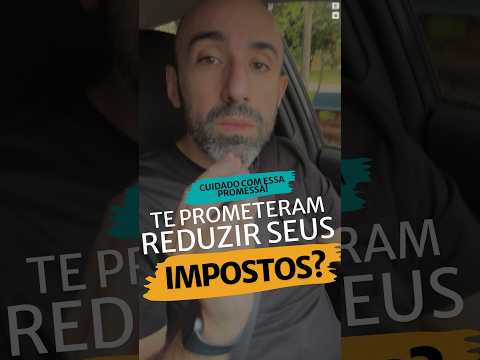 CUIDADO COM ESSA
PROMESSA!
TE PROMETERAM
REDUZIR SEUS
IMPOSTOS?